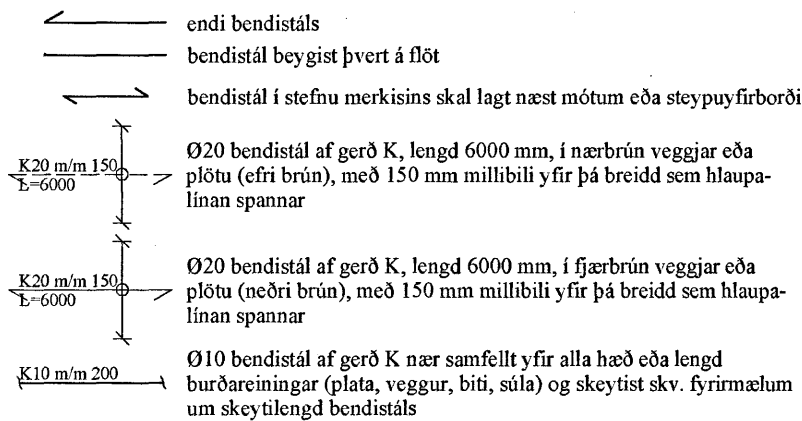 endi bendistáls
bendistál beygist þvert á flöt
bendistál í stefnu merkisins skal lagt næst mótum eða steypuyfirborði
K20 m/m 150
L=6000
Ø20 bendistál af gerð K, lengd 6000 mm, í nærbrún veggjar eða
plötu (efri brún), með 150 mm millibili yfir þá breidd sem hlaupa-
línan spannar
K20 m/m 150
L=6000
Ø20 bendistál af gerð K, lengd 6000 mm, í fjærbrún veggjar eða
plötu (neðri brún), með 150 mm millibili yfir þá breidd sem hlaupa-
línan spannar
K10 m/m 200
Ø10 bendistál af gerð K nær samfellt yfir alla hæð eða lengd
burðareiningar (plata, veggur, biti, súla) og skeytist skv. fyrirmælum
um skeytilengd bendistáls